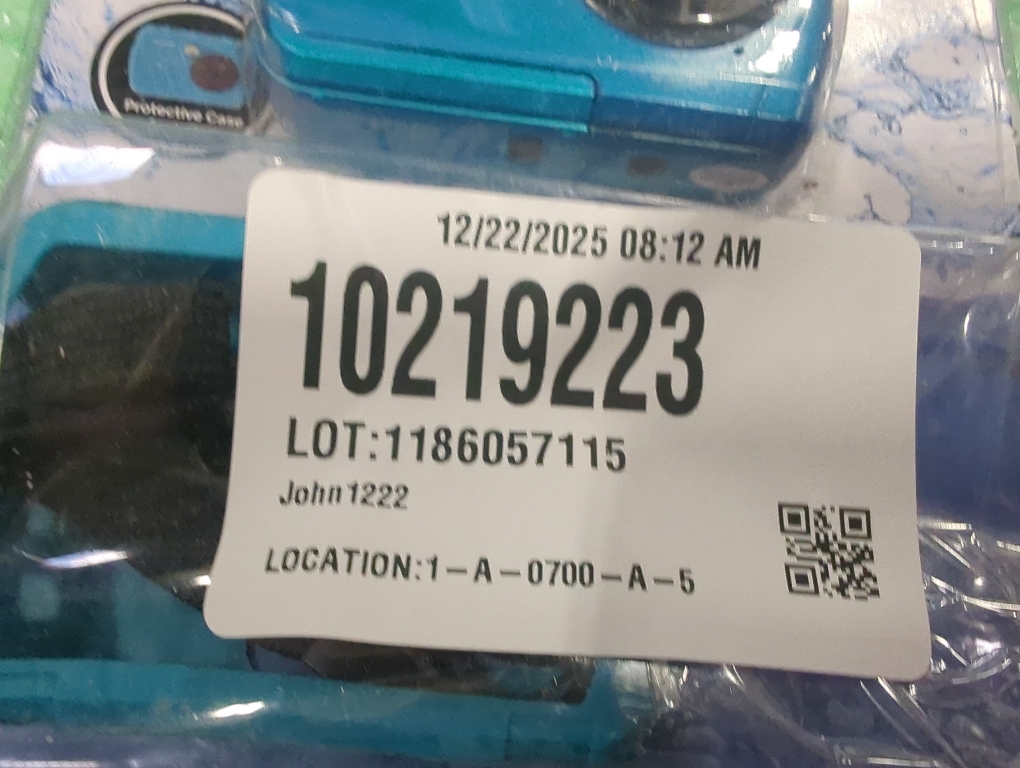 Protective Case
12/22/2025 08:12 AM
10219223
LOT:1186057115
John1222
LOCATION:1-A-0700-A-5